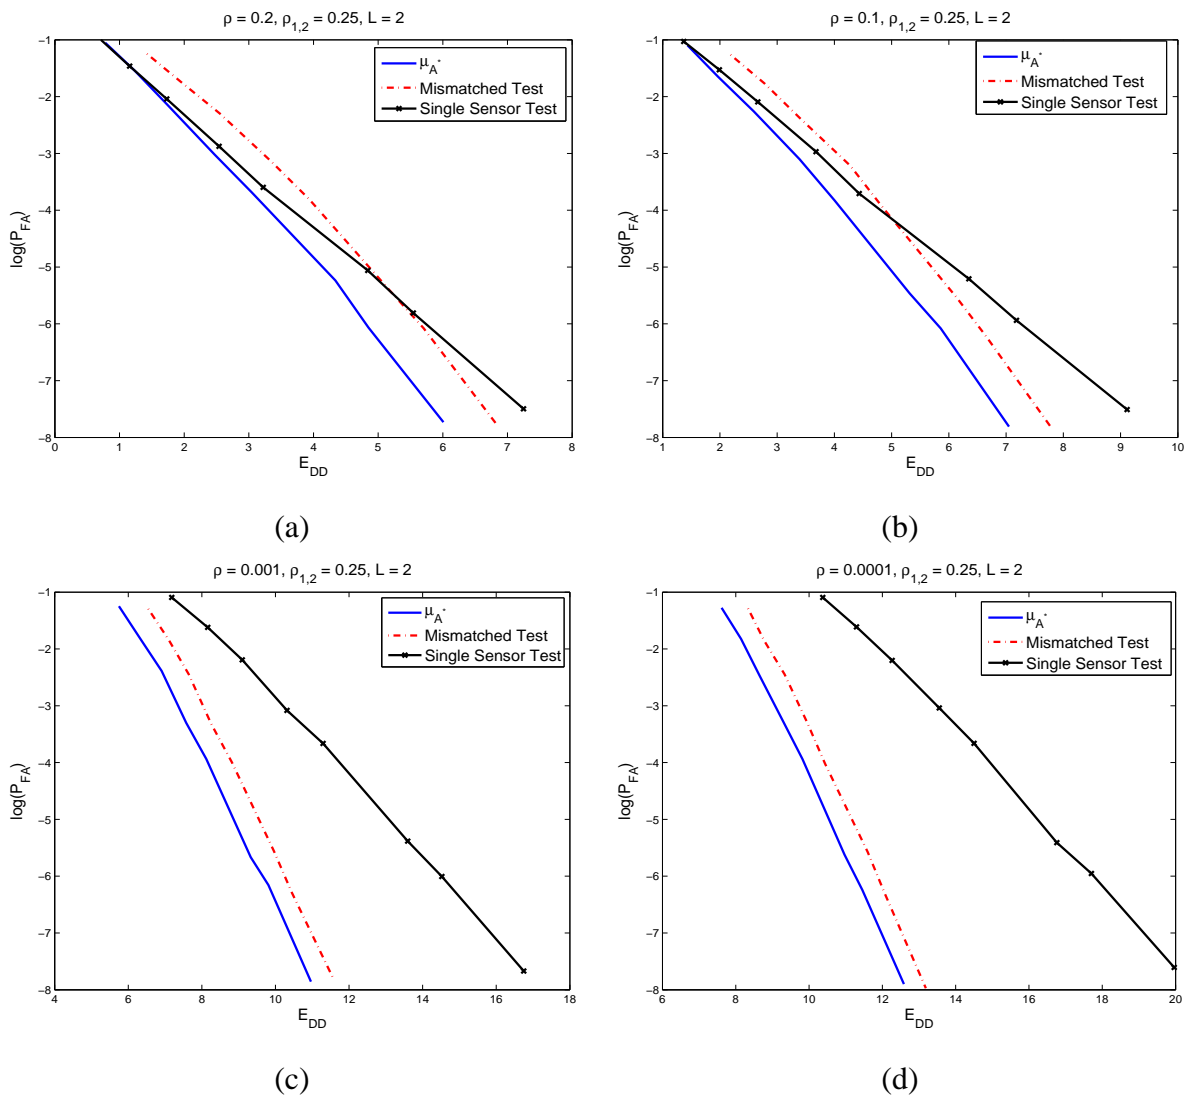 ρ = 0.2, ρ1,2 = 0.25, L = 2
−1
−2
−3
−4
−5
−6
−7
−8
log(PFA)
μA*
Mismatched Test
Single Sensor Test
0 1 2 3 4 5 6 7 8
EDD
(a)
ρ = 0.1, ρ1,2 = 0.25, L = 2
−1
−2
−3
−4
−5
−6
−7
−8
log(PFA)
μA*
Mismatched Test
Single Sensor Test
1 2 3 4 5 6 7 8 9 10
EDD
(b)
ρ = 0.001, ρ1,2 = 0.25, L = 2
−1
−2
−3
−4
−5
−6
−7
−8
log(PFA)
μA*
Mismatched Test
Single Sensor Test
4 6 8 10 12 14 16 18
EDD
(c)
ρ = 0.0001, ρ1,2 = 0.25, L = 2
−1
−2
−3
−4
−5
−6
−7
−8
log(PFA)
μA*
Mismatched Test
Single Sensor Test
6 8 10 12 14 16 18 20
EDD
(d)